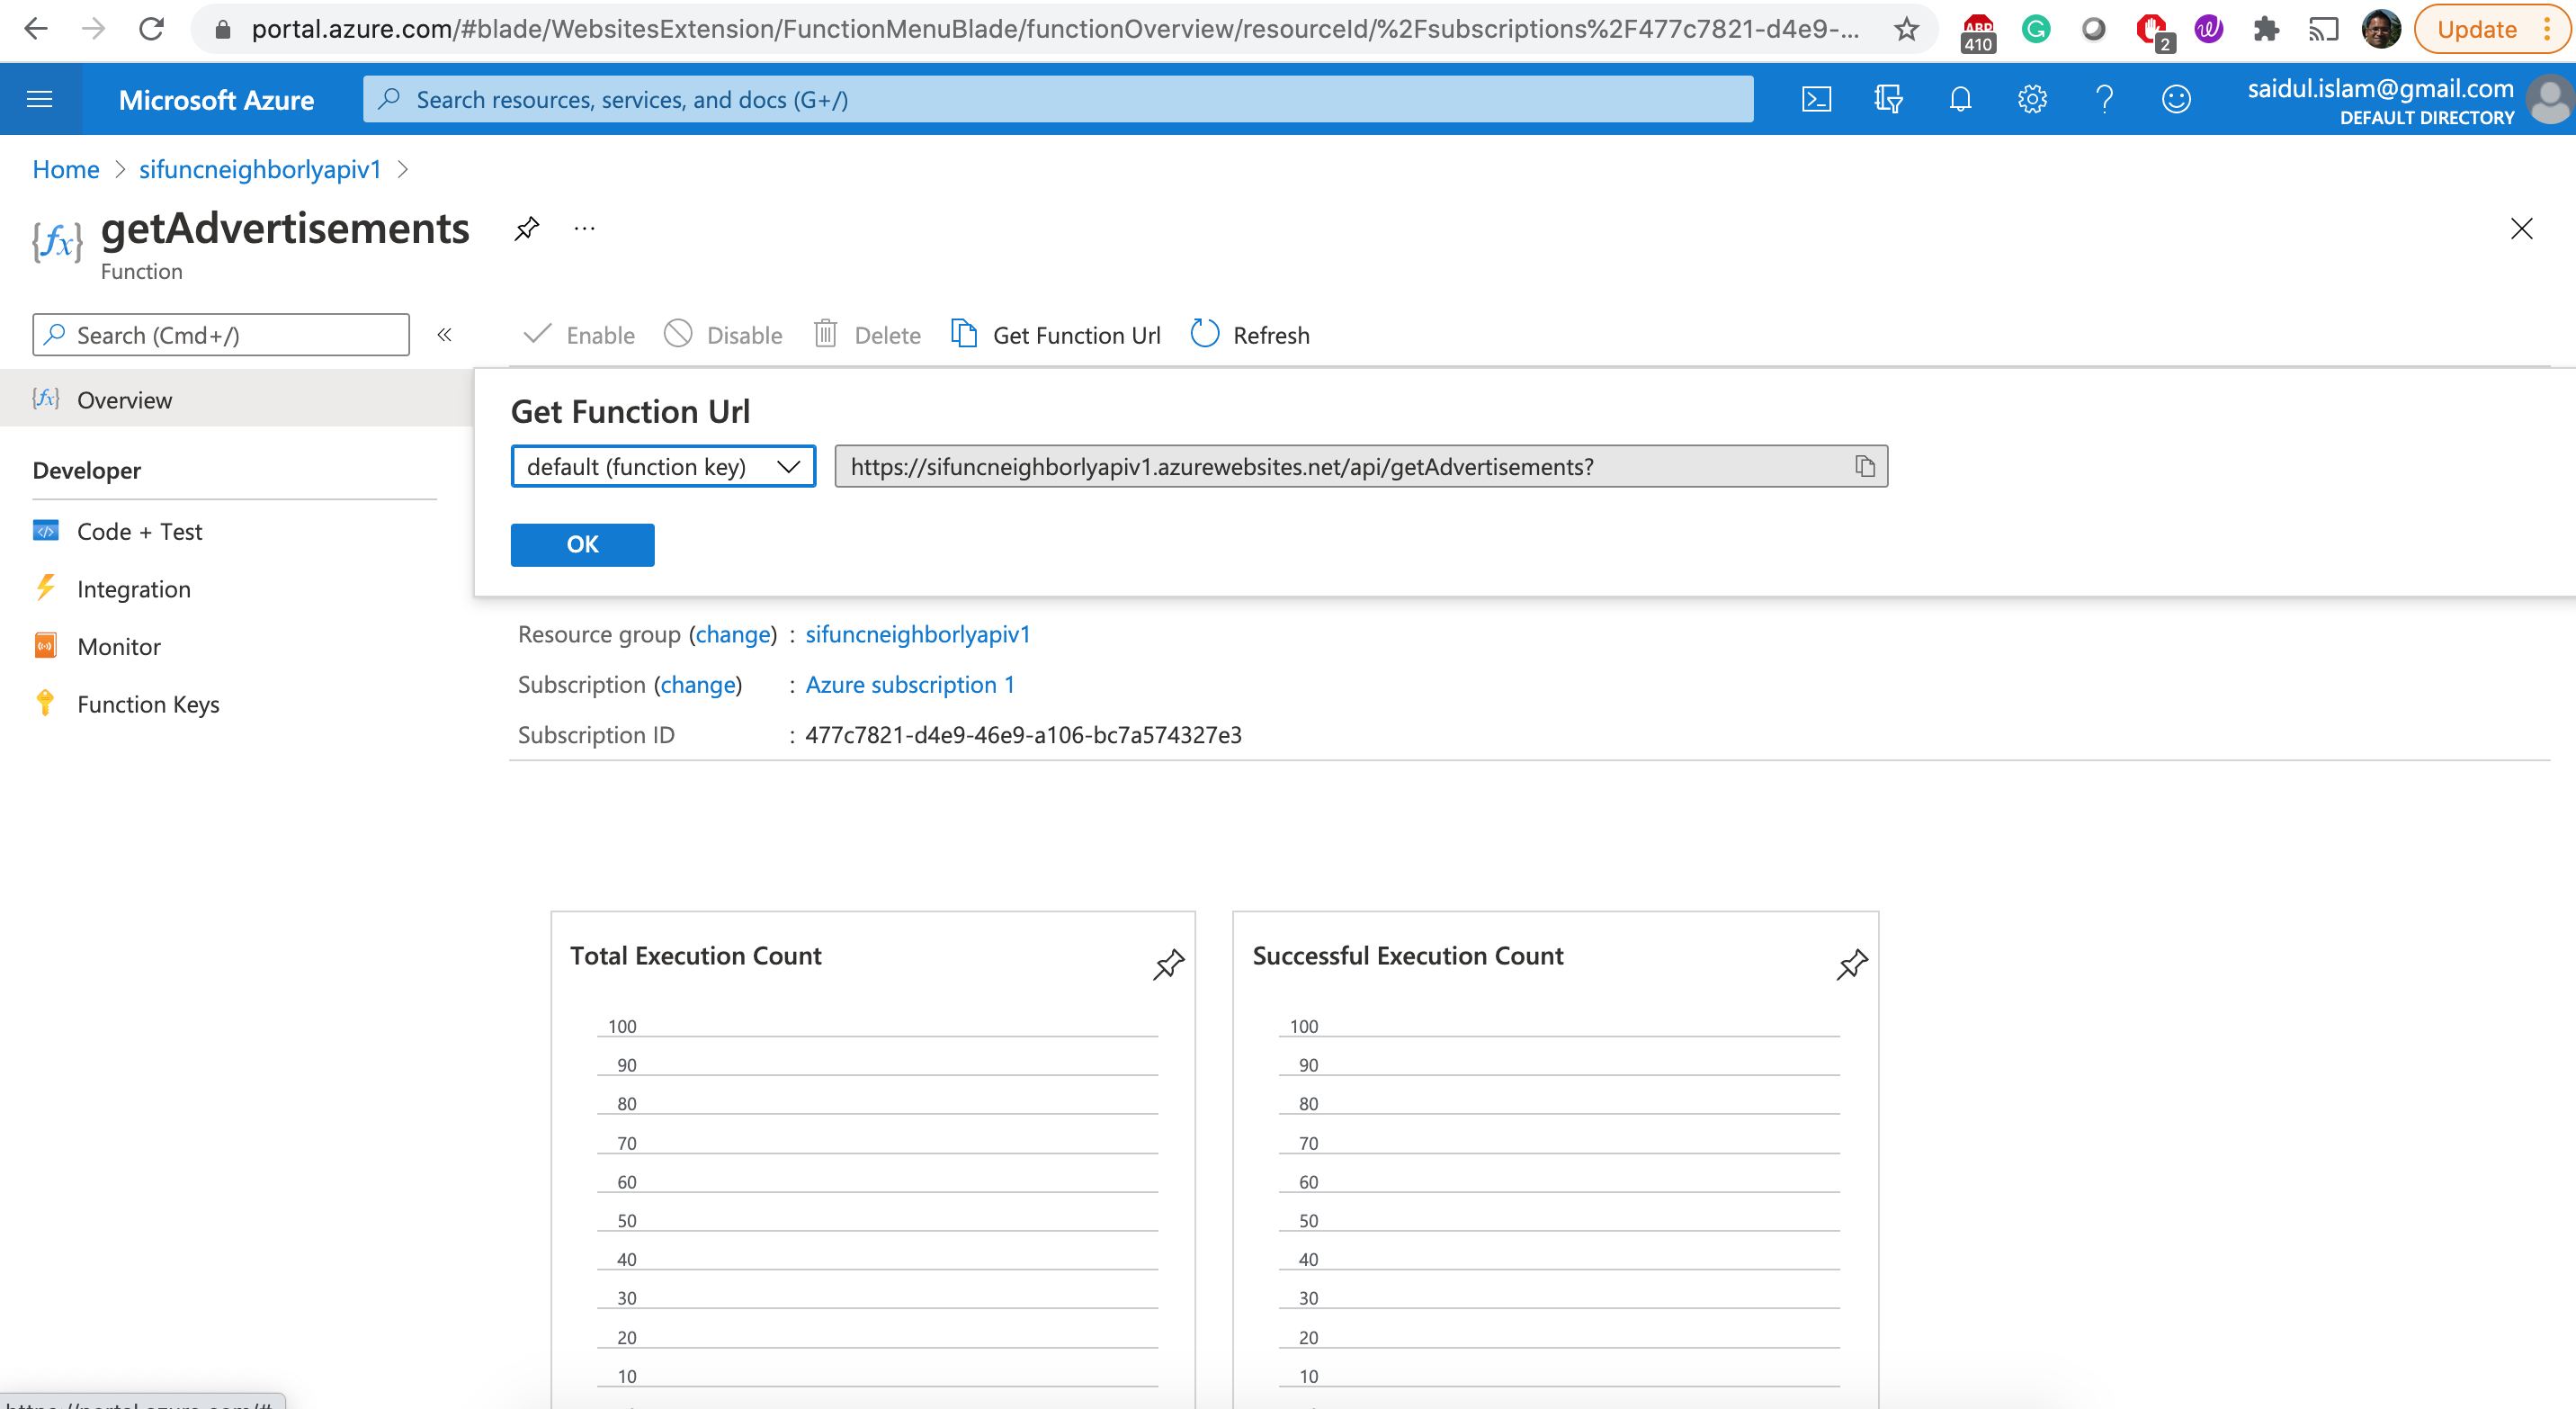 portal.azure.com/#blade/WebsitesExtension/FunctionMenuBlade/functionOverview/resourceId/%2Fsubscriptions%2F477c7821-d4e9-...
ABP
410
2
Update
Microsoft Azure
Search resources, services, and docs (G+/)
saidul.islam@gmail.com
DEFAULT DIRECTORY
Home > sifuncneighborlyapiv1 >
{fx}
getAdvertisements
...
Function
Search (Cmd+/)
«
Enable
Disable
Delete
Get Function Url
Refresh
{fx} Overview
Developer
Code + Test
Integration
Monitor
Function Keys
Get Function Url
default (function key)
https://sifuncneighborlyapiv1.azurewebsites.net/api/getAdvertisements?
OK
Resource group (change) : sifuncneighborlyapiv1
Subscription (change) : Azure subscription 1
Subscription ID : 477c7821-d4e9-46e9-a106-bc7a574327e3
Total Execution Count
100
90
80
70
60
50
40
30
20
10
Successful Execution Count
100
90
80
70
60
50
40
30
20
10